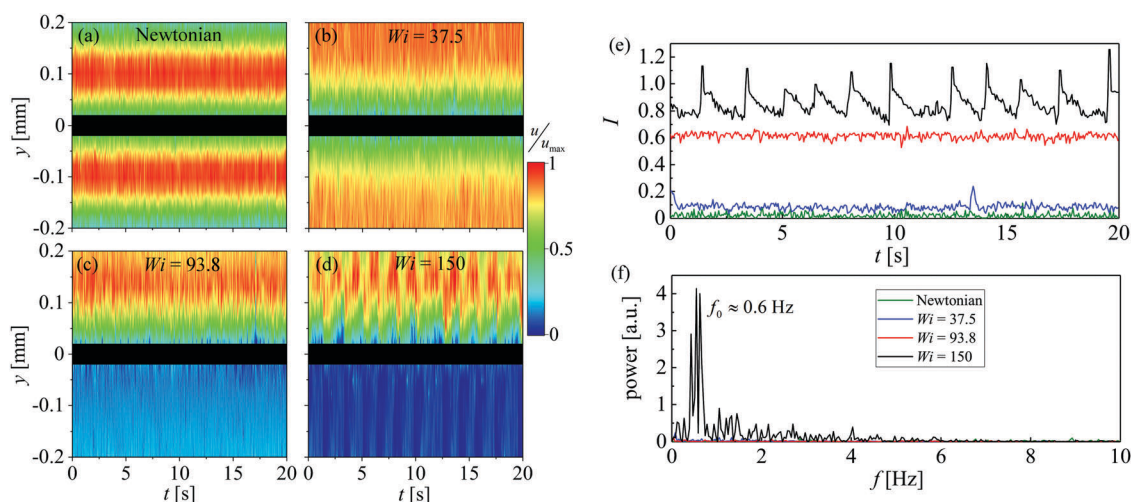 (a) Newtonian
(b) Wi = 37.5
0.2
0.1
0
-0.1
-0.2
y [mm]
u/u_max
1
0.5
0
(c) Wi = 93.8
(d) Wi = 150
0.2
0.1
0
-0.1
-0.2
y [mm]
0 5 10 15 20
t [s]
0 5 10 15 20
t [s]
(e)
1.2
1.0
0.8
0.6
0.4
0.2
0
I
0 5 10 15 20
t [s]
(f)
f₀ ≈ 0.6 Hz
Newtonian
Wi = 37.5
Wi = 93.8
Wi = 150
4
3
2
1
0
power [a.u.]
0 2 4 6 8 10
f [Hz]